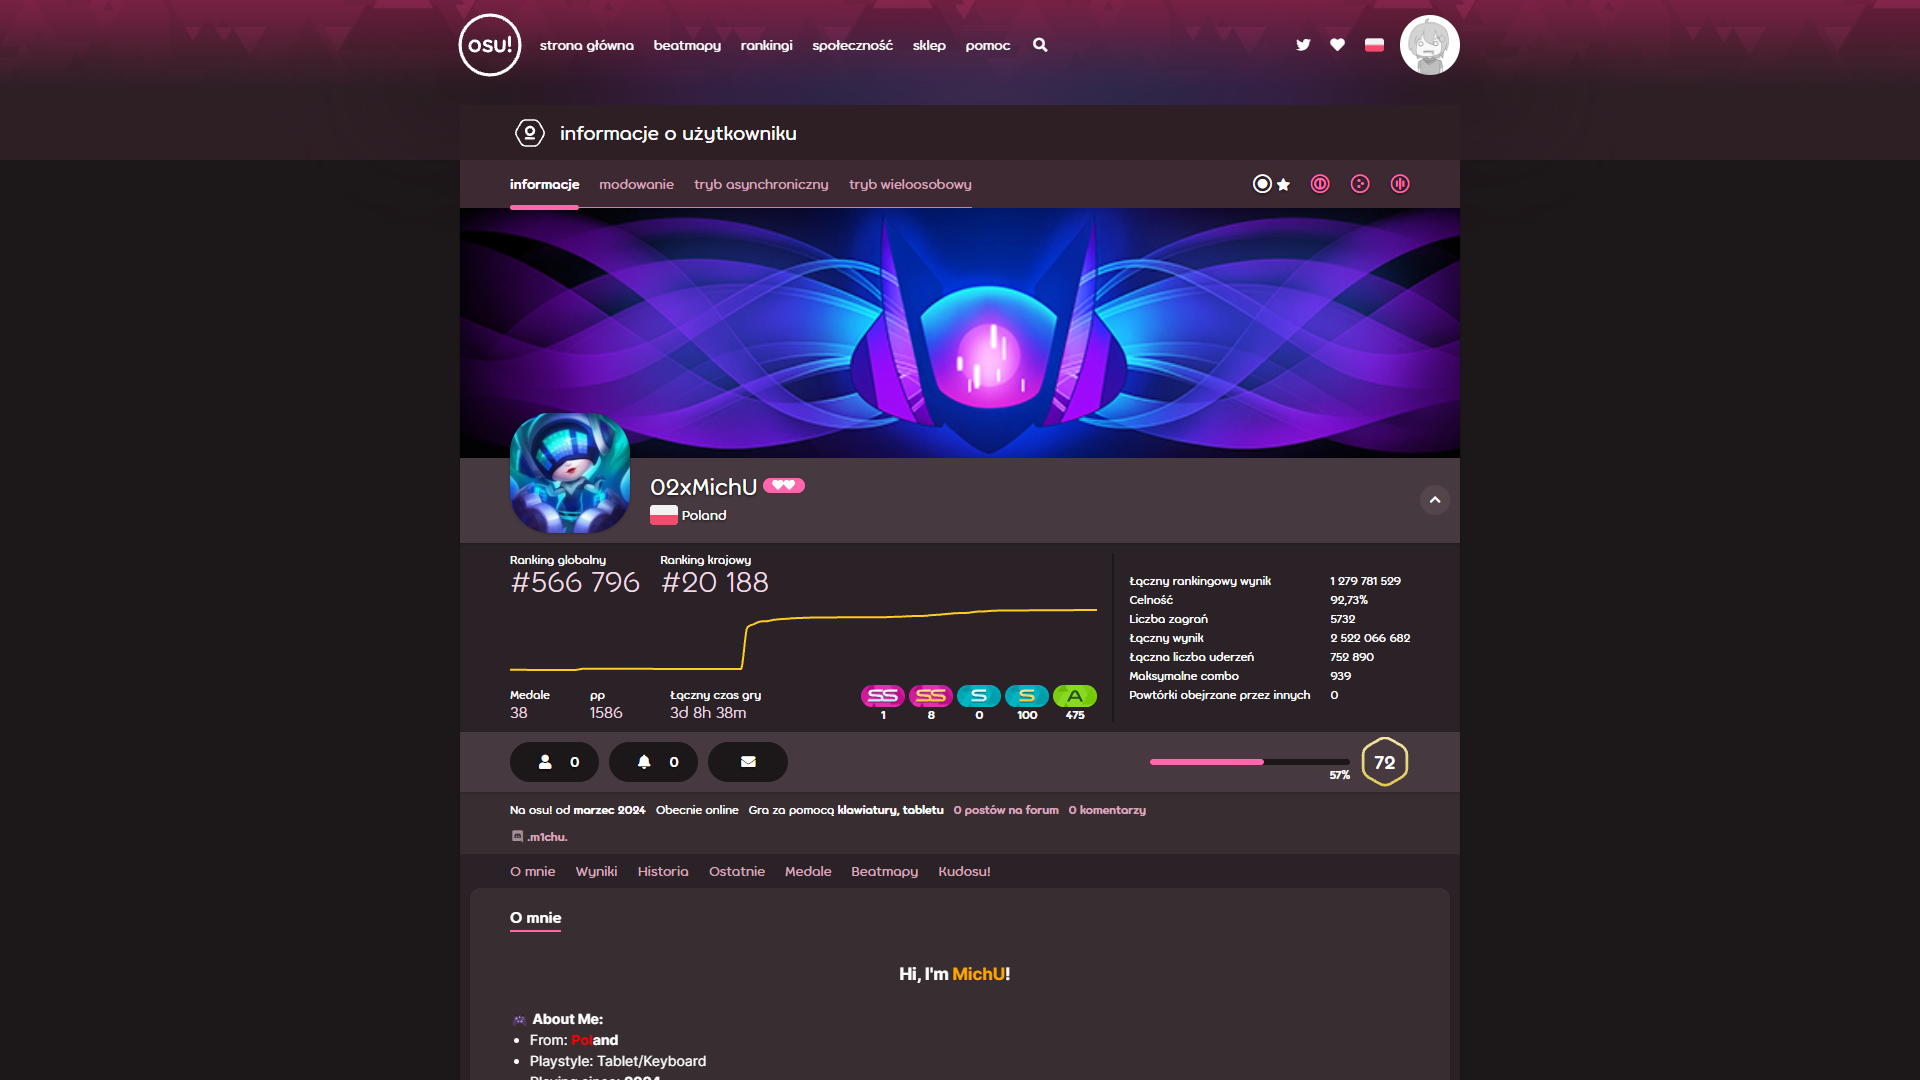 osu! strona główna beatmapy rankingi społeczność sklep pomoc
informacje o użytkowniku
informacje modowanie tryb asynchroniczny tryb wieloosobowy
02xMichU
Poland
Ranking globalny Ranking krajowy
#566 796 #20 188
Medale pp Łączny czas gry
38 1586 3d 8h 38m
SS SS S S A
1 8 0 100 475
Łączny rankingowy wynik 1 279 781 529
Celność 92,73%
Liczba zagrań 5732
Łączny wynik 2 522 066 682
Łączna liczba uderzeń 752 890
Maksymalne combo 939
Powtórki obejrzane przez innych 0
0 0
57% 72
Na osu! od marzec 2024 Obecnie online Gra za pomocą klawiatury, tabletu 0 postów na forum 0 komentarzy
.m1chu.
O mnie Wyniki Historia Ostatnie Medale Beatmapy Kudosu!
O mnie
Hi, I'm MichU!
About Me:
From: Poland
Playstyle: Tablet/Keyboard
Playing since: 2024